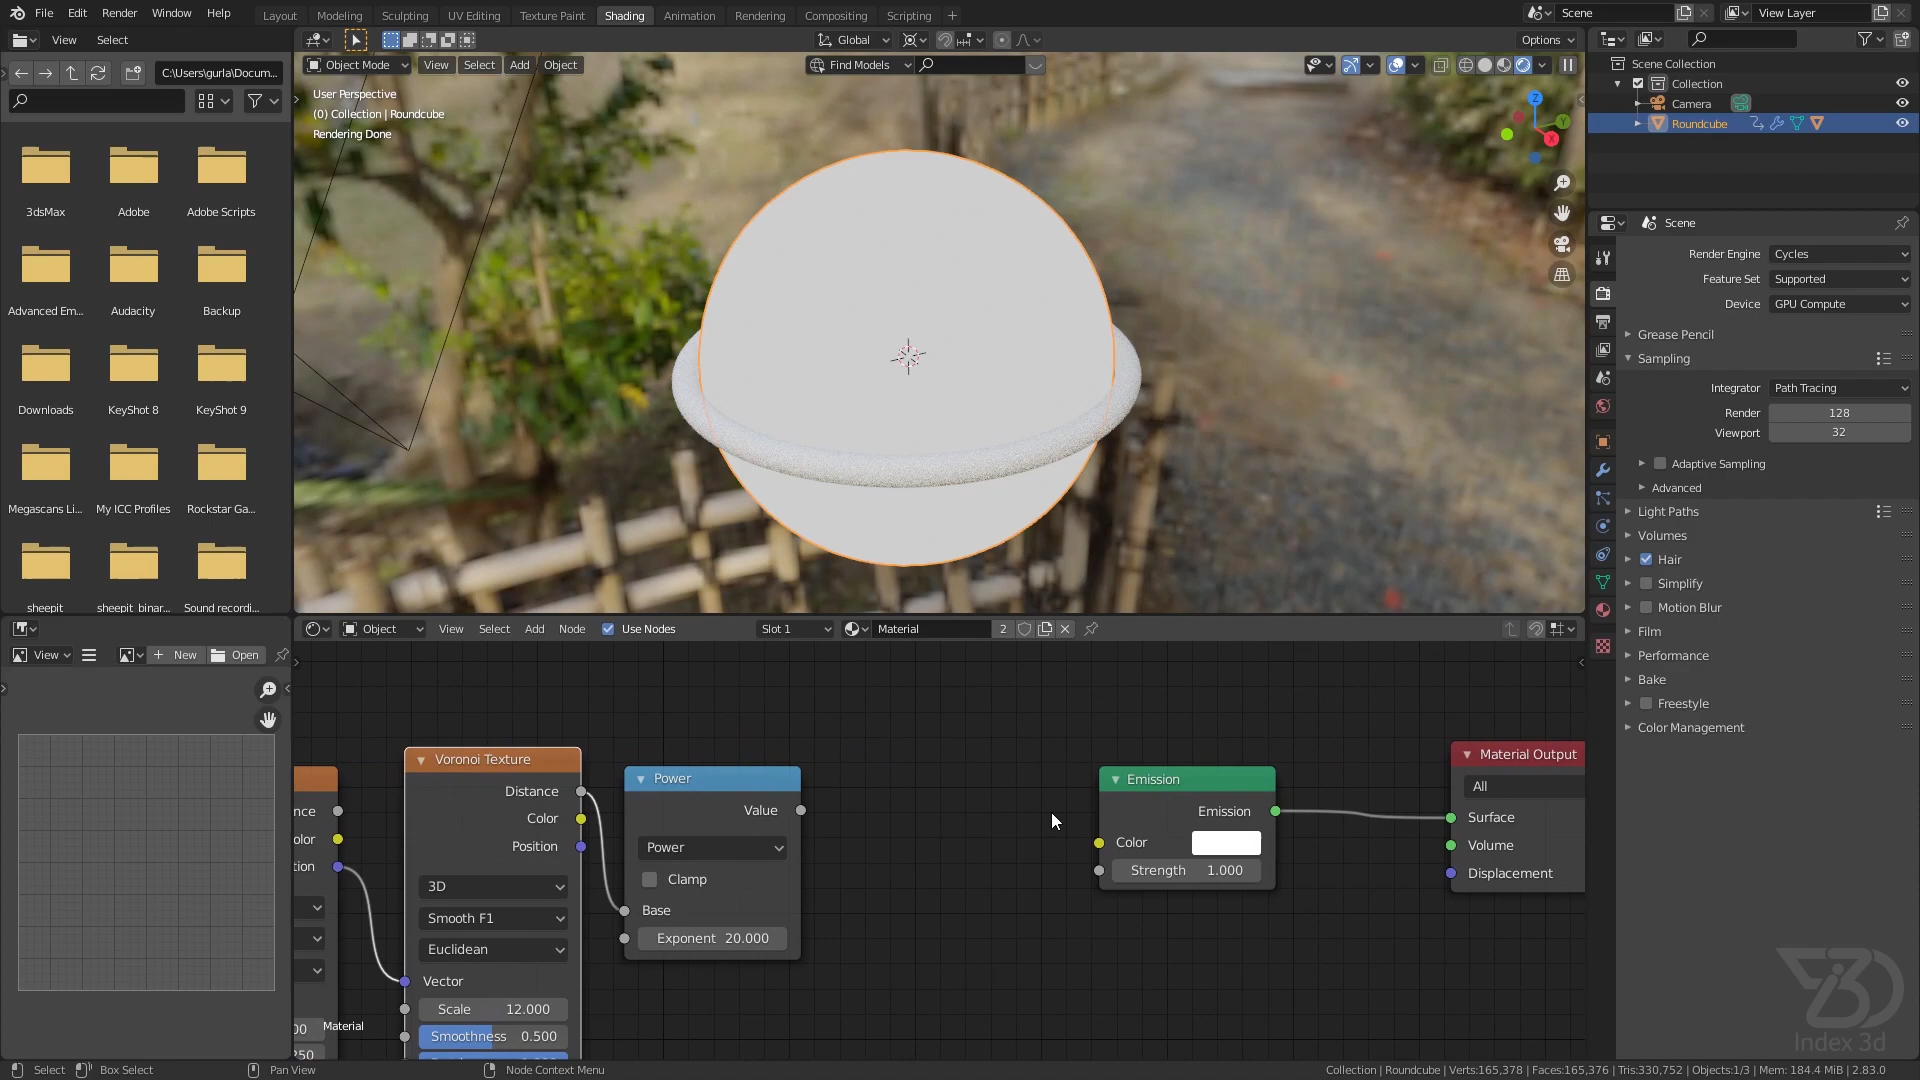 File Edit Render Window Help
Layout Modeling Sculpting UV Editing Texture Paint Shading Animation Rendering Compositing Scripting +
Scene View Layer
View Select
Global Options
C:\Users\gurla\Docum...
Object Mode View Select Add Object Find Models
User Perspective
(0) Collection | Roundcube
Rendering Done
Z
Y
X
3dsMax Adobe Adobe Scripts
Advanced Em... Audacity Backup
Downloads KeyShot 8 KeyShot 9
Megascans Li... My ICC Profiles Rockstar Ga...
sheepit sheepit_binar... Sound recordi...
Scene Collection
Collection
Camera
Roundcube
Scene
Render Engine Cycles
Feature Set Supported
Device GPU Compute
Grease Pencil
Sampling
Integrator Path Tracing
Render 128
Viewport 32
Adaptive Sampling
Advanced
Light Paths
Volumes
Hair
Simplify
Motion Blur
Film
Performance
Bake
Freestyle
Color Management
Object View Select Add Node Use Nodes Slot 1 Material 2
View New Open
Voronoi Texture
Distance
Color
Position
3D
Smooth F1
Euclidean
Vector
Scale 12.000
Smoothness 0.500
nce
olor
tion
00
250
Material
Power
Value
Power
Clamp
Base
Exponent 20.000
Emission
Emission
Color
Strength 1.000
Material Output
All
Surface
Volume
Displacement
Index 3d
Select Box Select Pan View Node Context Menu
Collection | Roundcube | Verts:165,378 | Faces:165,376 | Tris:330,752 | Objects:1/3 | Mem: 184.4 MiB | 2.83.0